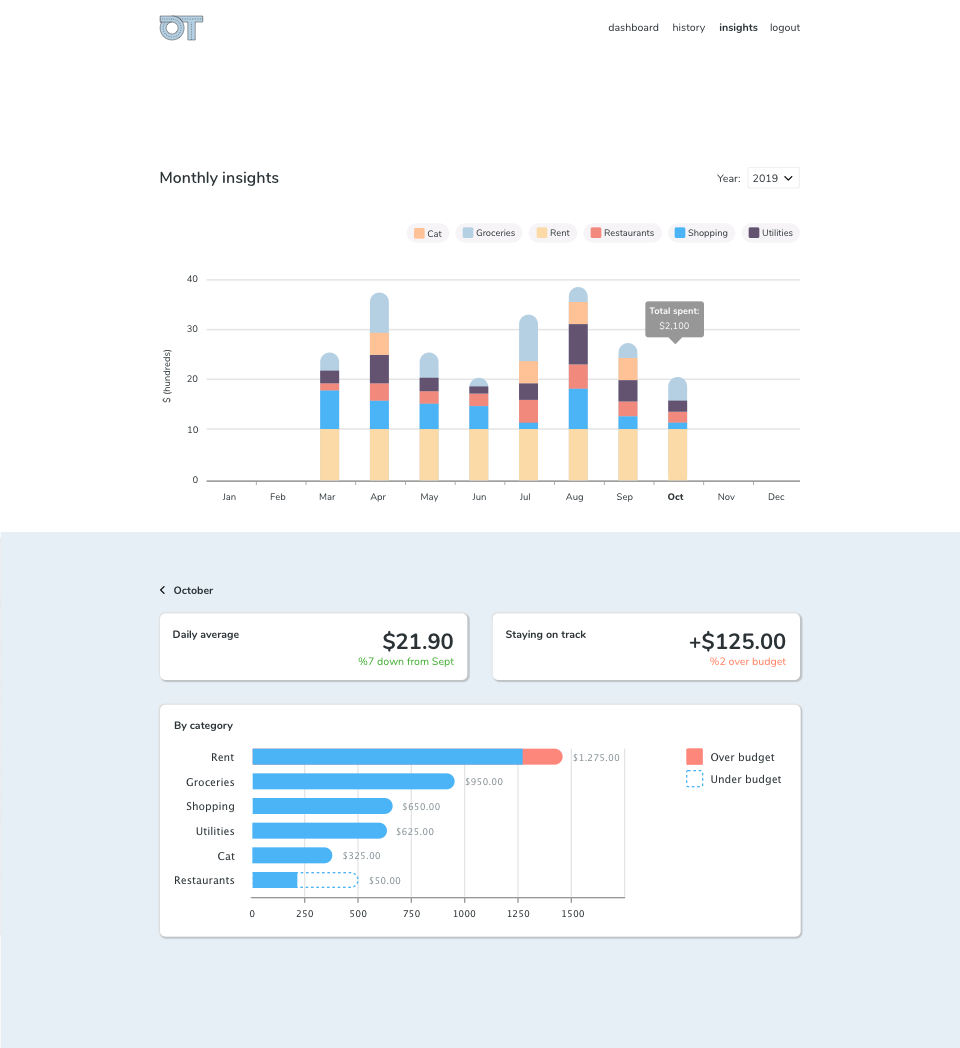 OT
dashboard history insights logout
Monthly insights
Year: 2019
Cat Groceries Rent Restaurants Shopping Utilities
40
30
20
10
0
$ (hundreds)
Total spent:
$2,100
Jan Feb Mar Apr May Jun Jul Aug Sep Oct Nov Dec
October
Daily average
$21.90
%7 down from Sept
Staying on track
+$125.00
%2 over budget
By category
Rent $1.275.00
Groceries $950.00
Shopping $650.00
Utilities $625.00
Cat $325.00
Restaurants $50.00
0 250 500 750 1000 1250 1500
Over budget
Under budget